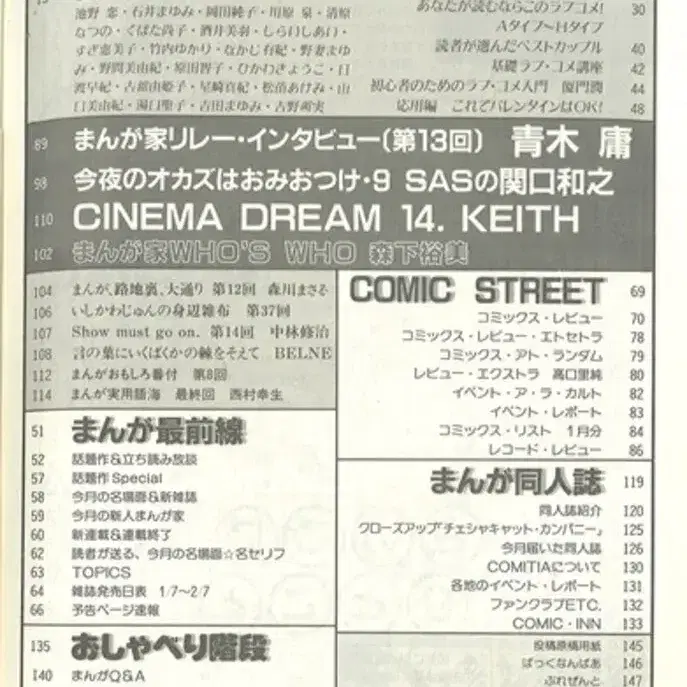 池野 恋・石井まゆみ・岡田純子・川原 泉・清原
なつの・くぼた尚子・酒井美羽・しらいしあい・
すぎ恵美子・竹内ゆかり・なかじ有紀・野妻まゆ
み・野間美由紀・原田智子・ひかわきょうこ・日
渡早紀・古都由姫子・星崎真紀・松苗あけみ・山
口美由紀・湯口聖子・吉田まゆみ・吉野朔実
あなたが読むならこのラブコメ! 30
Aタイプ〜Hタイプ
読者が選んだベストカップル 40
基礎ラブ・コメ講座 42
初心者のためのラブ・コメ入門 門 44
応用編 これでバレンタインはOK! 48
89 まんが家リレー・インタビュー(第13回) 青木 庸
98 今夜のオカズはおみおつけ・9 SASの関口和之
110 CINEMA DREAM 14. KEITH
102 まんが家WHO'S WHO 森下裕美
104 まんが、路地裏、大通り 第12回 森川まさそ
106 いしかわじゅんの身辺雑布 第37回
107 Show must go on. 第14回 中林修治
108 言の葉にいくばくかの棘をそえて BELNE
112 まんがおもしろ番付 第8回
114 まんが実用語海 最終回 西村幸生
51 まんが最前線
52 話題作&立ち読み放談
57 話題作Special
58 今月の名場面&新雑誌
59 今月の新人まんが家
60 新連載&連載終了
62 読者が送る、今月の名場面☆名セリフ
63 TOPICS
64 雑誌発売日表 1/7〜2/7
66 予告ページ速報
135 おしゃべり階段
140 まんがQ&A
COMIC STREET 69
コミックス・レビュー 70
コミックス・レビュー・エトセトラ 78
コミックス・アト・ランダム 79
レビュー・エクストラ 高口里純 80
イベント・ア・ラ・カルト 82
イベント・レポート 83
コミックス・リスト 1月分 84
レコード・レビュー 86
まんが同人誌 119
同人誌紹介 120
クローズアップ「チェシャキャット・カンパニー」 125
今月届いた同人誌 126
COMITIAについて 130
各地のイベント・レポート 131
ファンクラブETC. 132
COMIC・INN 133
投稿原稿用紙 145
ぱっくなんばあ 146
ぷれぜんと 147